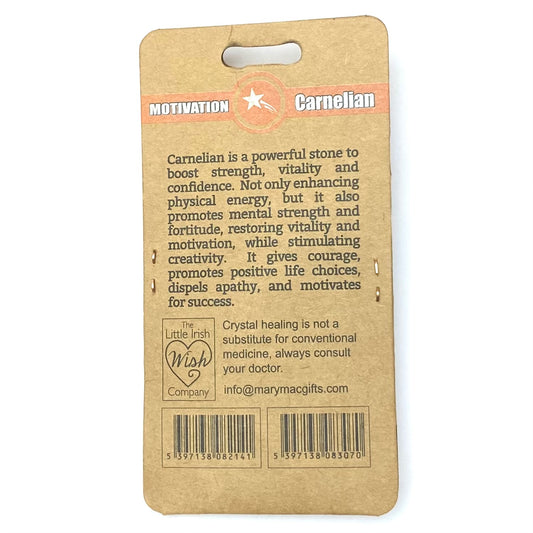 MOTIVATION Carnelian
Carnelian is a powerful stone to
boost strength, vitality and
confidence. Not only enhancing
physical energy, but it also
promotes mental strength and
fortitude, restoring vitality and
motivation, while stimulating
creativity. It gives courage,
promotes positive life choices,
dispels apathy, and motivates
for success.
The
Little Irish
Wish
Company
Crystal healing is not a
substitute for conventional
medicine, always consult
your doctor.
info@marymacgifts.com
5 397138 082141
5 397138 083070